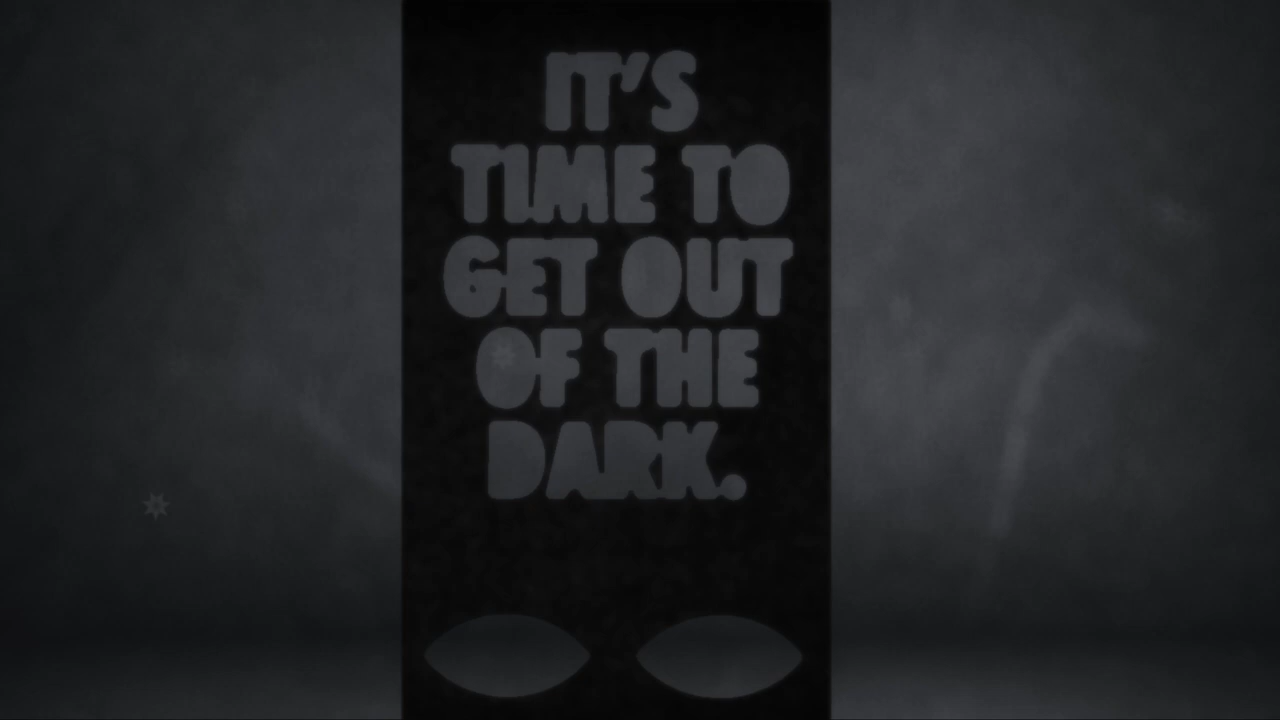 IT'S
TIME TO
GET OUT
OF THE
DARK.